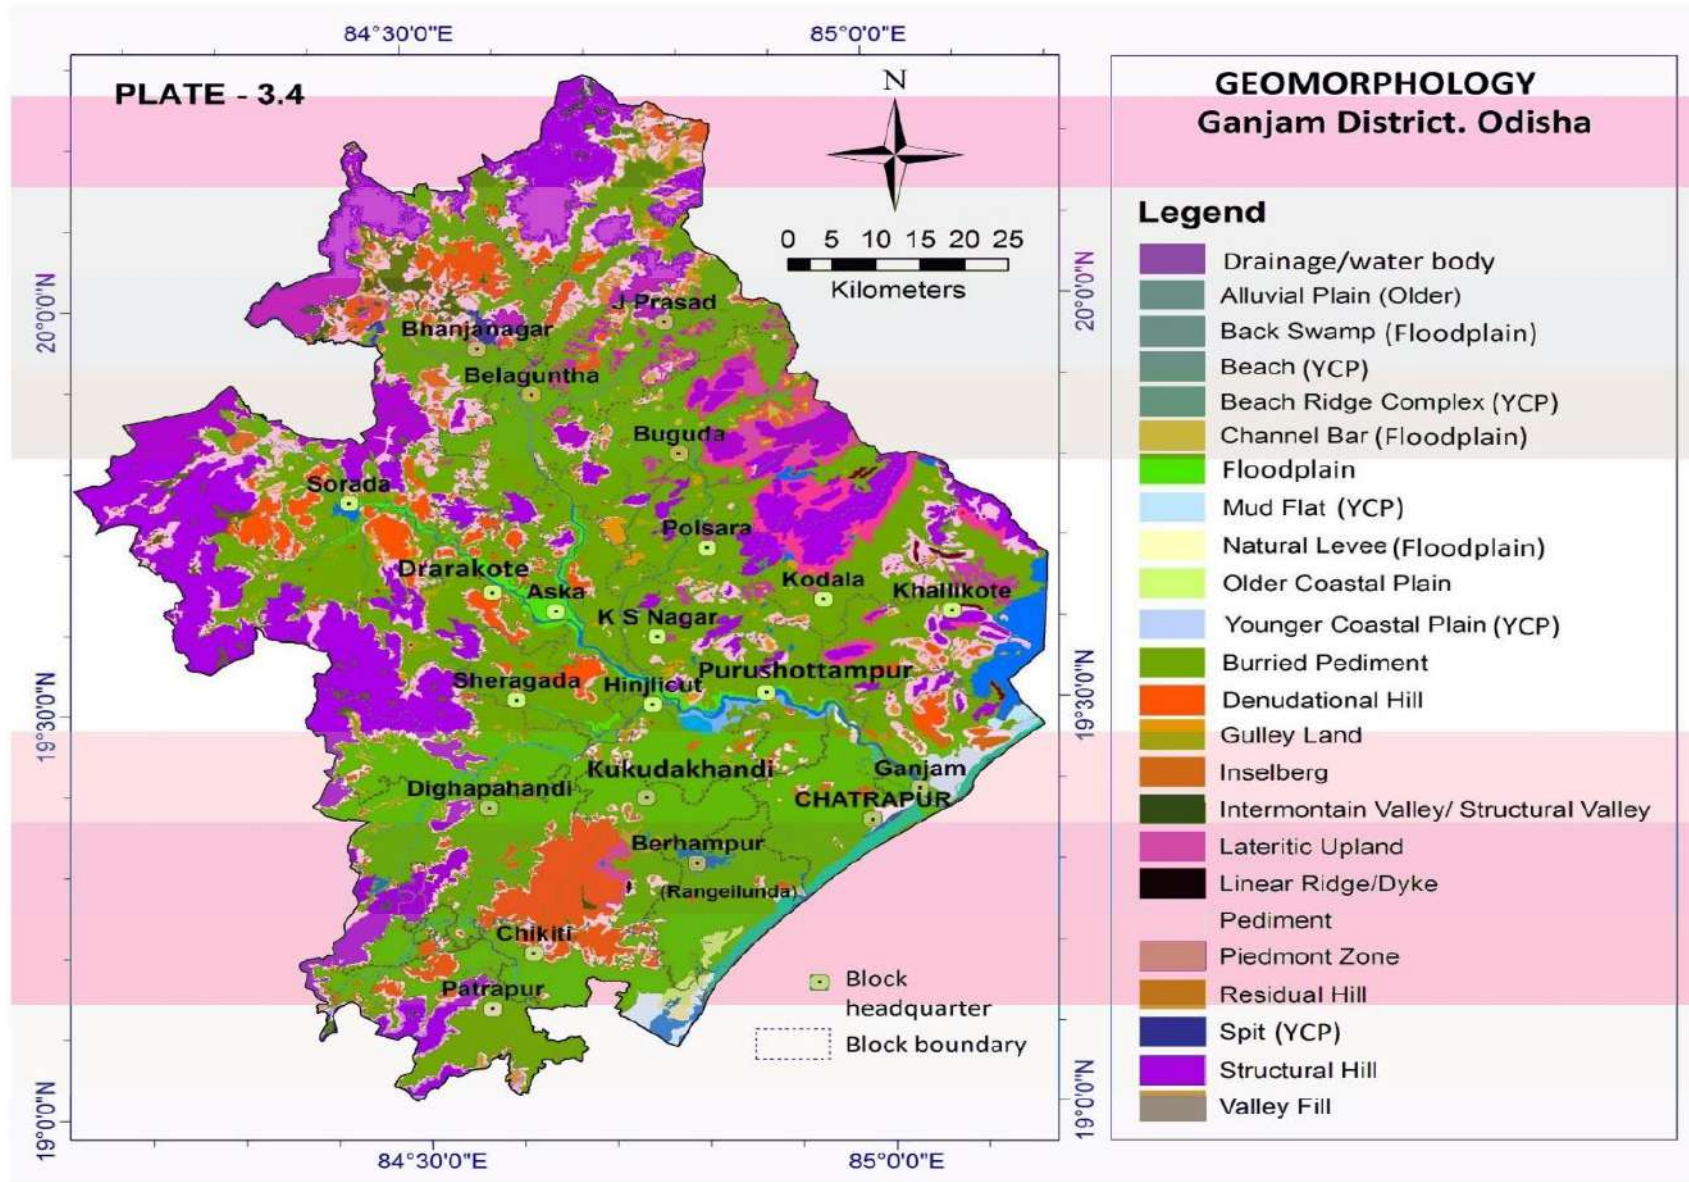 84°30'0"E
85°0'0"E
PLATE - 3.4
N
0 5 10 15 20 25
Kilometers
20°0'0"N
20°0'0"N
J Prasad
Bhanjanagar
Belaguntha
Buguda
Sorada
Polsara
Drarakote
Aska
Kodala
Khallikote
K S Nagar
Purushottampur
Sheragada
Hinjlicut
19°30'0"N
19°30'0"N
Kukudakhandi
Ganjam
Dighapahandi
CHATRAPUR
Berhampur
(Rangeilunda)
Chikiti
Patrapur
Block
headquarter
Block boundary
19°0'0"N
19°0'0"N
84°30'0"E
85°0'0"E
GEOMORPHOLOGY
Ganjam District. Odisha
Legend
Drainage/water body
Alluvial Plain (Older)
Back Swamp (Floodplain)
Beach (YCP)
Beach Ridge Complex (YCP)
Channel Bar (Floodplain)
Floodplain
Mud Flat (YCP)
Natural Levee (Floodplain)
Older Coastal Plain
Younger Coastal Plain (YCP)
Burried Pediment
Denudational Hill
Gulley Land
Inselberg
Intermontain Valley/ Structural Valley
Lateritic Upland
Linear Ridge/Dyke
Pediment
Piedmont Zone
Residual Hill
Spit (YCP)
Structural Hill
Valley Fill